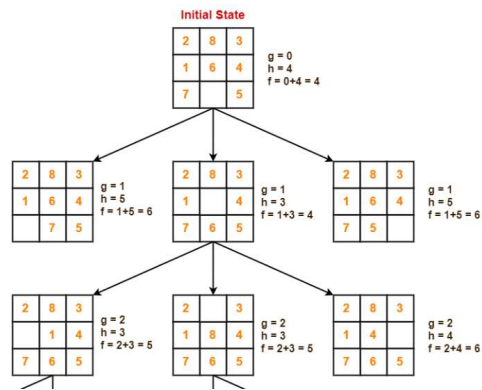 Initial State
2 8 3
1 6 4
7 5
g = 0
h = 4
f = 0+4 = 4
2 8 3
1 6 4
7 5
g = 1
h = 5
f = 1+5 = 6
2 8 3
1 4
7 6 5
g = 1
h = 3
f = 1+3 = 4
2 8 3
1 6 4
7 5
g = 1
h = 5
f = 1+5 = 6
2 8 3
1 4
7 6 5
g = 2
h = 3
f = 2+3 = 5
2 3
1 8 4
7 6 5
g = 2
h = 3
f = 2+3 = 5
2 8 3
1 4
7 6 5
g = 2
h = 4
f = 2+4 = 6